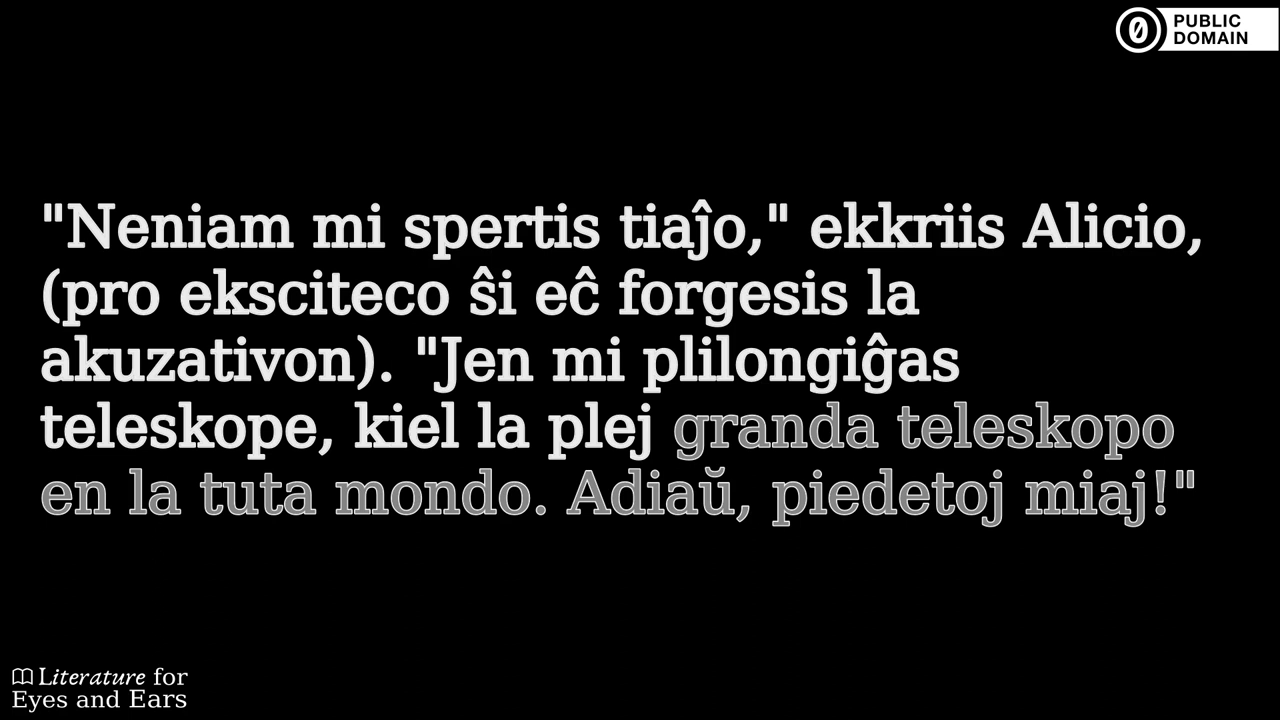 PUBLIC
DOMAIN
"Neniam mi spertis tiaĵo," ekkriis Alicio,
(pro eksciteco ŝi eĉ forgesis la
akuzativon). "Jen mi plilongiĝas
teleskope, kiel la plej granda teleskopo
en la tuta mondo. Adiaŭ, piedetoj miaj!"
Literature for
Eyes and Ears